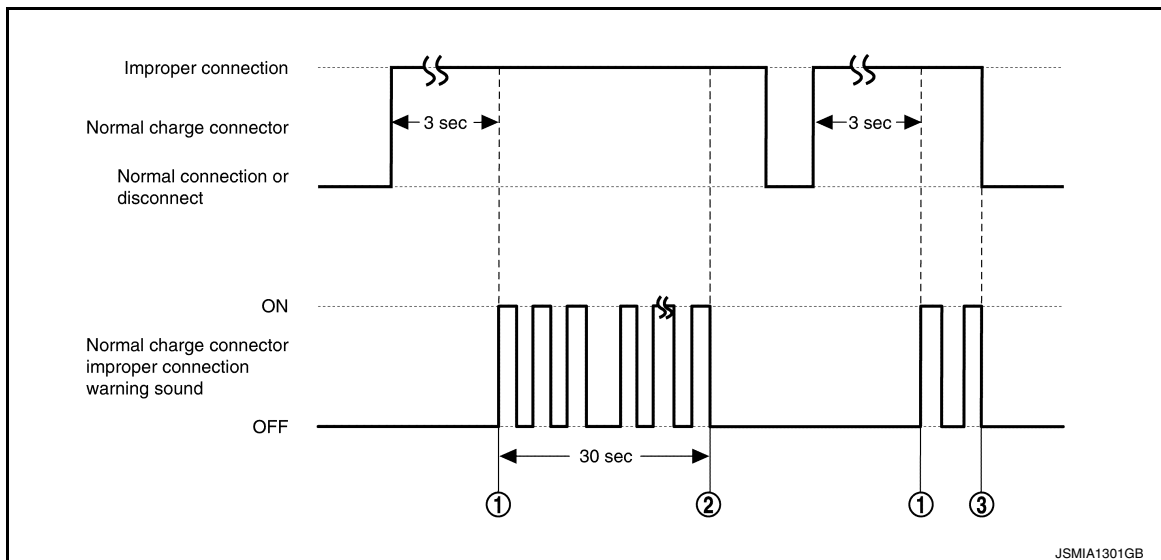 Improper connection
3 sec
3 sec
Normal charge connector
Normal connection or
disconnect
ON
Normal charge connector
improper connection
warning sound
OFF
30 sec
1
2
1
3
JSMIA1301GB